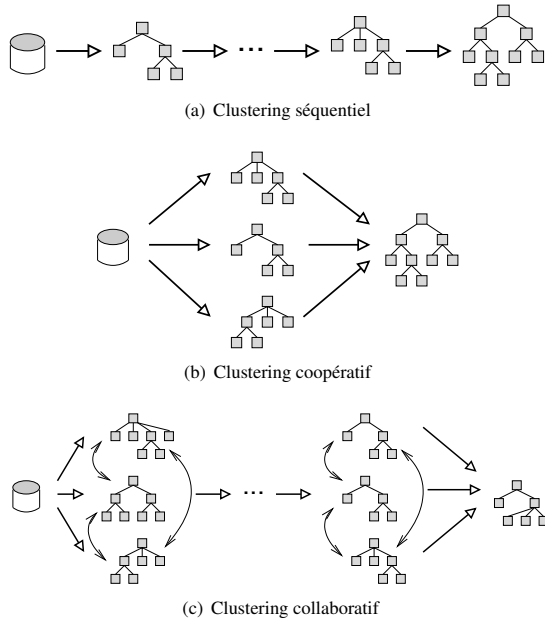 (a) Clustering séquentiel
(b) Clustering coopératif
(c) Clustering collaboratif